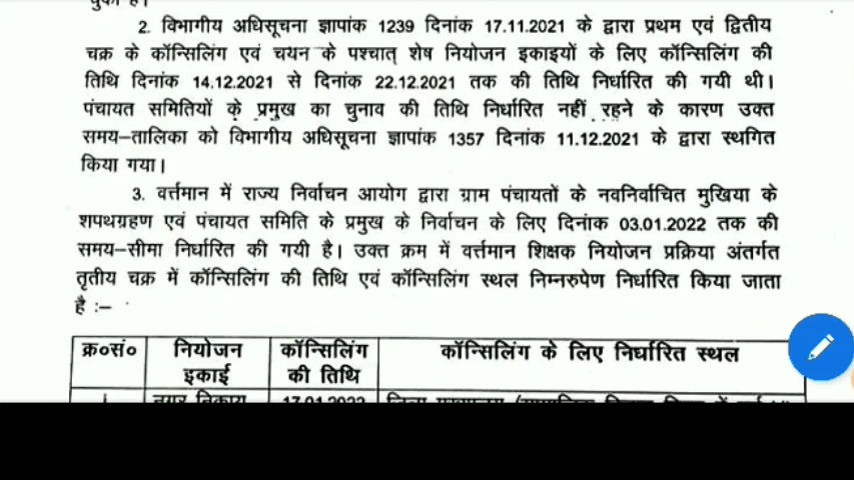 2. विभागीय अधिसूचना ज्ञापांक 1239 दिनांक 17.11.2021 के द्वारा प्रथम एवं द्वितीय
चक्र के कॉन्सिलिंग एवं चयन के पश्चात् शेष नियोजन इकाइयों के लिए कॉन्सिलिंग की
तिथि दिनांक 14.12.2021 से दिनांक 22.12.2021 तक की तिथि निर्धारित की गयी थी।
पंचायत समितियों के प्रमुख का चुनाव की तिथि निर्धारित नहीं रहने के कारण उक्त
समय–तालिका को विभागीय अधिसूचना ज्ञापांक 1357 दिनांक 11.12.2021 के द्वारा स्थगित
किया गया।
3. वर्त्तमान में राज्य निर्वाचन आयोग द्वारा ग्राम पंचायतों के नवनिर्वाचित मुखिया के
शपथग्रहण एवं पंचायत समिति के प्रमुख के निर्वाचन के लिए दिनांक 03.01.2022 तक की
समय–सीमा निर्धारित की गयी है। उक्त क्रम में वर्त्तमान शिक्षक नियोजन प्रक्रिया अंतर्गत
तृतीय चक्र में कॉन्सिलिंग की तिथि एवं कॉन्सिलिंग स्थल निम्नरुपेण निर्धारित किया जाता
है :–
क्र०सं० नियोजन कॉन्सिलिंग कॉन्सिलिंग के लिए निर्धारित स्थल
इकाई की तिथि
नगर निकाय 17.01.2022